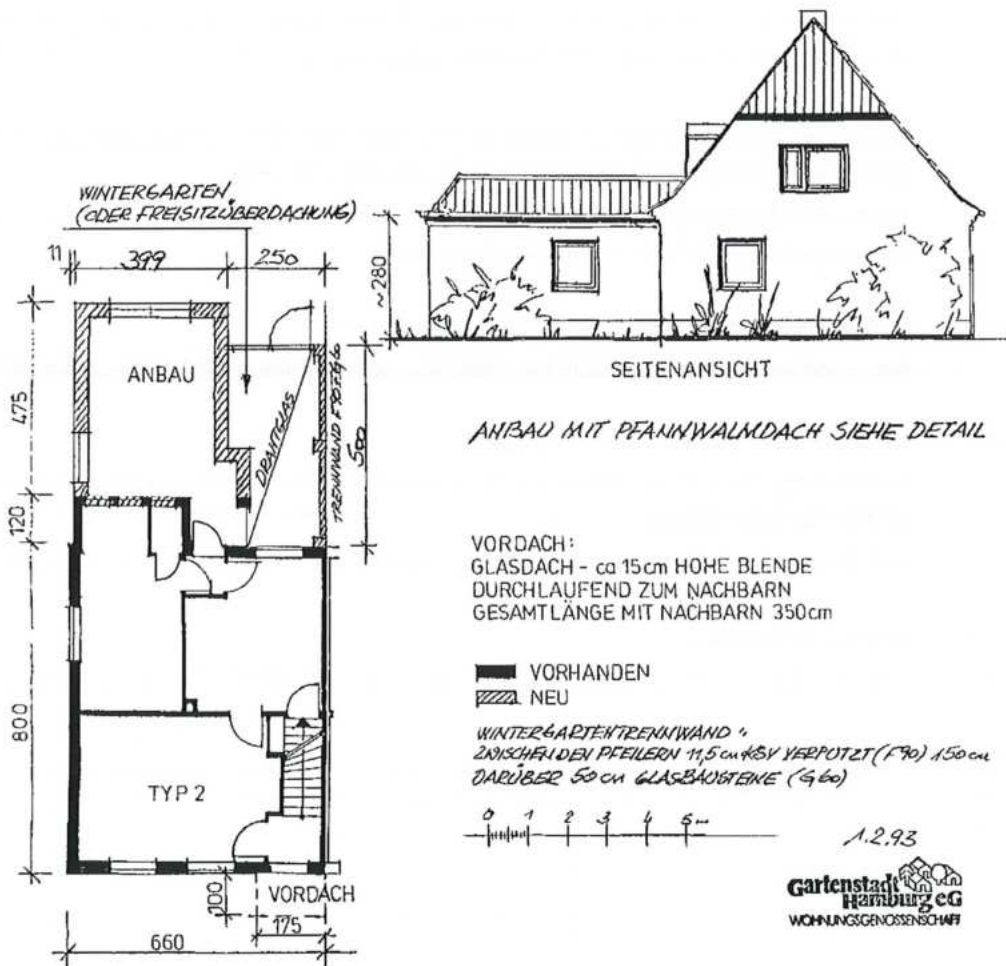 WINTERGARTEN
(ODER FREISITZÜBERDACHUNG)
11
399
250
~280
SEITENANSICHT
ANBAU
475
DRAHTGLAS
500
120
ANBAU MIT PFANNWALMDACH SIEHE DETAIL
VORDACH:
GLASDACH - ca 15cm HOHE BLENDE
DURCHLAUFEND ZUM NACHBARN
GESAMTLÄNGE MIT NACHBARN 350cm
VORHANDEN
NEU
800
WINTERGARTENTRENNWAND:
ZWISCHEN DEN PFEILERN 11,5 cm KSV VERPUTZT (F90) 150 cm
DARÜBER 50 cm GLASBAUSTEINE (G60)
TYP 2
0 1 2 3 4 5 m
1.2.93
Gartenstadt
Hamburg eG
WOHNUNGSGENOSSENSCHAFT
100
VORDACH
175
660
TRENNWAND F90/G60